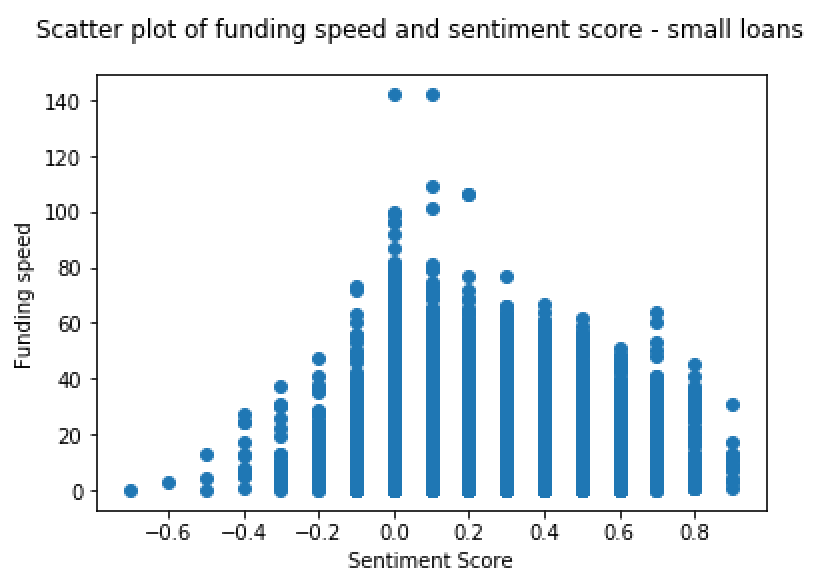 Scatter plot of funding speed and sentiment score - small loans
140
120
100
80
60
40
20
0
Funding speed
−0.6 −0.4 −0.2 0.0 0.2 0.4 0.6 0.8
Sentiment Score